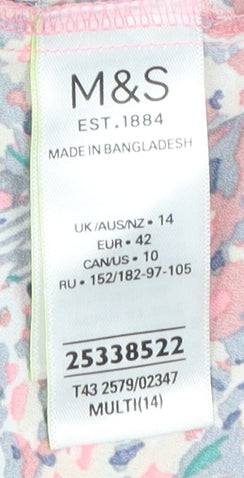 M&S
EST.1884
MADE IN BANGLADESH
UK/AUS/NZ • 14
EUR • 42
CAN/US • 10
RU • 152/182-97-105
25338522
T43 2579/02347
MULTI(14)